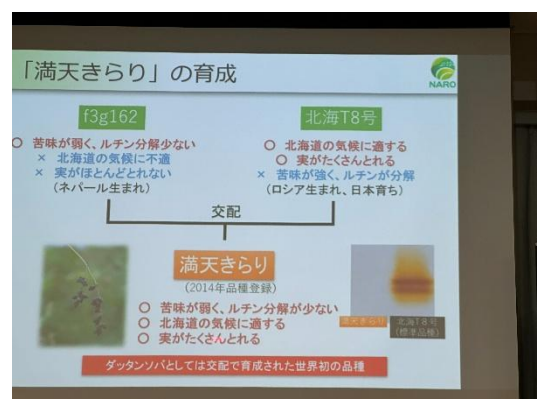 「満天きらり」の育成
NARO
f3g162
○ 苦味が弱く、ルチン分解少ない
× 北海道の気候に不適
× 実がほとんどとれない
(ネパール生まれ)
北海T8号
○ 北海道の気候に適する
○ 実がたくさんとれる
× 苦味が強く、ルチンが分解
(ロシア生まれ、日本育ち)
交配
満天きらり
(2014年品種登録)
○ 苦味が弱く、ルチン分解が少ない
○ 北海道の気候に適する
○ 実がたくさんとれる
満天きらり
北海T8号
(標準品種)
ダッタンソバとしては交配で育成された世界初の品種